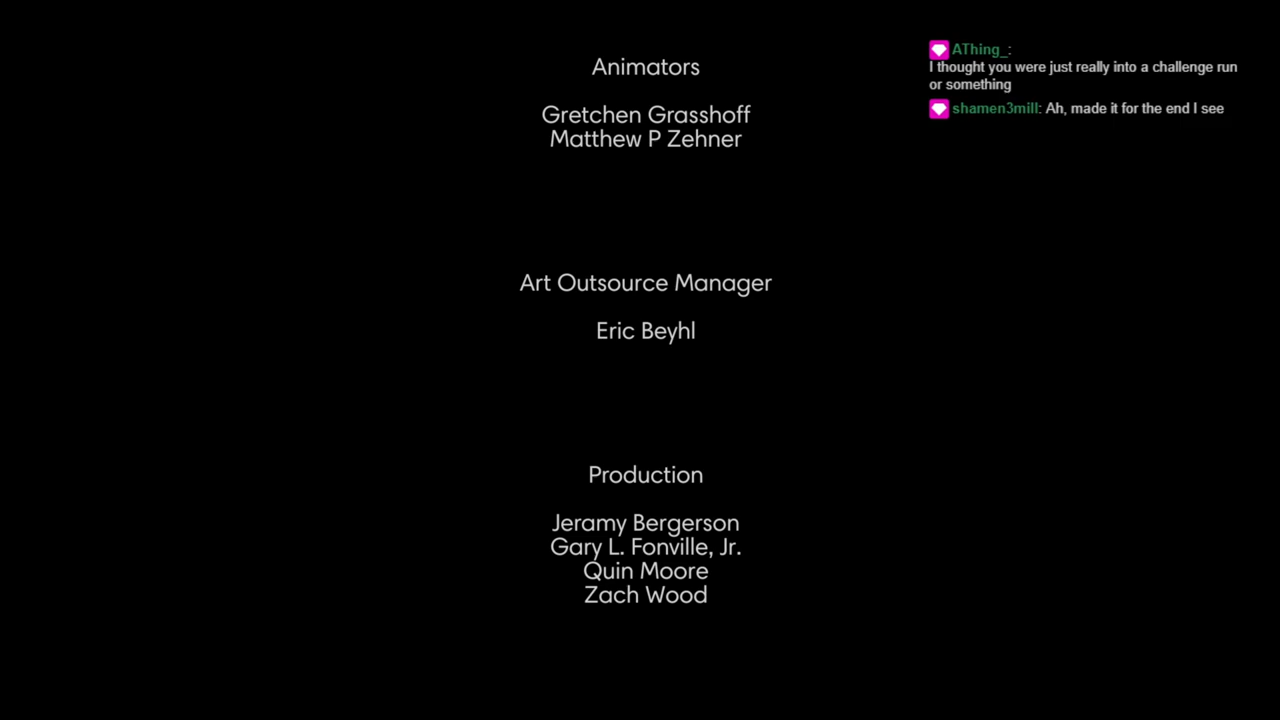 Animators
Gretchen Grasshoff
Matthew P Zehner
Art Outsource Manager
Eric Beyhl
Production
Jeramy Bergerson
Gary L. Fonville, Jr.
Quin Moore
Zach Wood
AThing_:
I thought you were just really into a challenge run
or something
shamen3mill: Ah, made it for the end I see